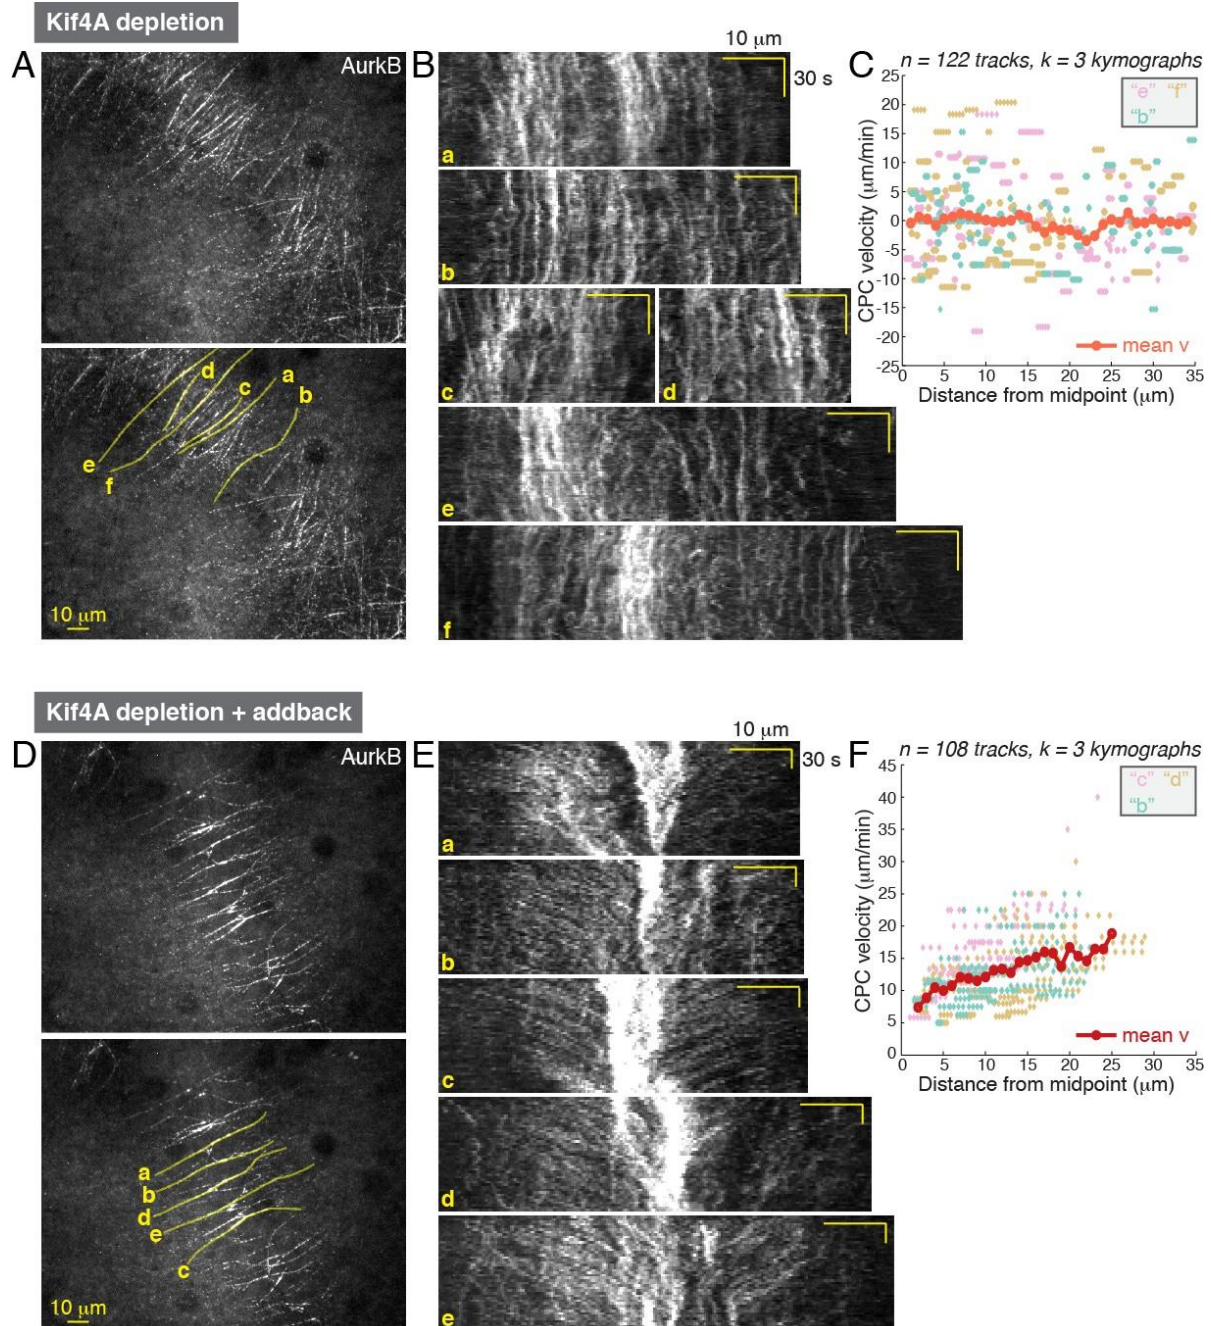 Kif4A depletion
A
AurkB
B
10 μm
30 s
a
b
c
d
e
f
C
n = 122 tracks, k = 3 kymographs
CPC velocity (μm/min)
25
20
15
10
5
0
-5
-10
-15
-20
-25
"e" "f"
"b"
mean v
0 5 10 15 20 25 30 35
Distance from midpoint (μm)
d
c
a
b
e
f
10 μm
Kif4A depletion + addback
D
AurkB
E
10 μm
30 s
a
b
c
d
e
F
n = 108 tracks, k = 3 kymographs
CPC velocity (μm/min)
45
40
35
30
25
20
15
10
5
0
"c" "d"
"b"
mean v
0 5 10 15 20 25 30 35
Distance from midpoint (μm)
a
b
d
e
c
10 μm